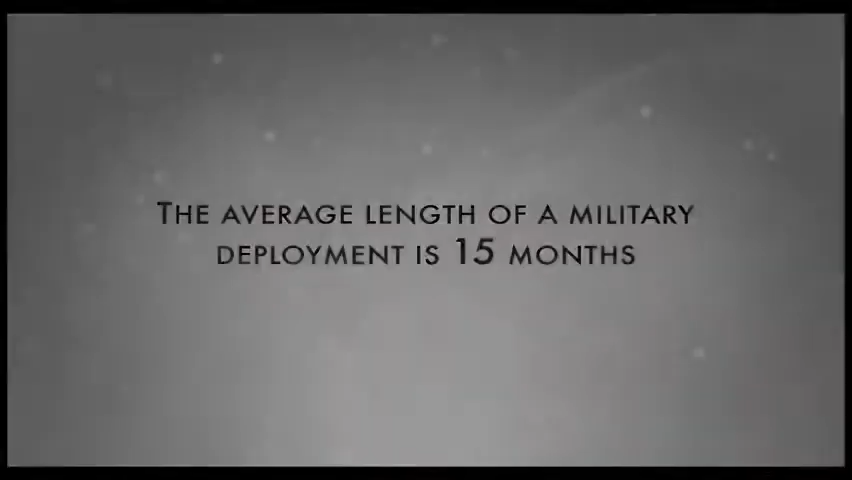 THE AVERAGE LENGTH OF A MILITARY
DEPLOYMENT IS 15 MONTHS